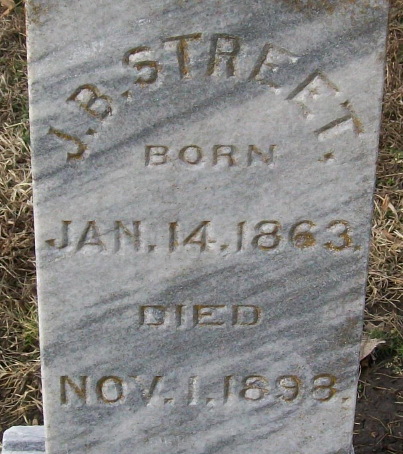 J.B. STREET.
BORN
JAN. 14. 1863.
DIED
NOV. 1. 1898.